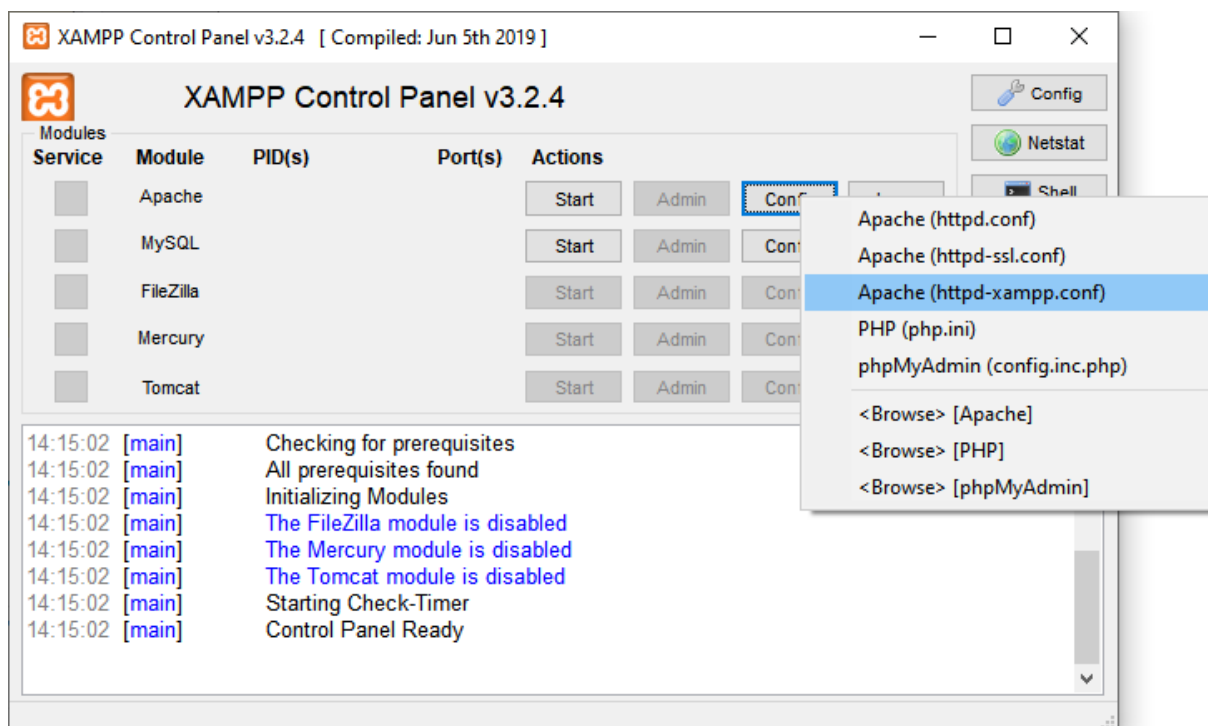 XAMPP Control Panel v3.2.4 [ Compiled: Jun 5th 2019 ]
XAMPP Control Panel v3.2.4
Config
Modules
Service Module PID(s) Port(s) Actions
Netstat
Shell
Apache Start Admin
MySQL Start Admin
FileZilla Start Admin
Mercury Start Admin
Tomcat Start Admin
Apache (httpd.conf)
Apache (httpd-ssl.conf)
Apache (httpd-xampp.conf)
PHP (php.ini)
phpMyAdmin (config.inc.php)
<Browse> [Apache]
<Browse> [PHP]
<Browse> [phpMyAdmin]
14:15:02 [main] Checking for prerequisites
14:15:02 [main] All prerequisites found
14:15:02 [main] Initializing Modules
14:15:02 [main] The FileZilla module is disabled
14:15:02 [main] The Mercury module is disabled
14:15:02 [main] The Tomcat module is disabled
14:15:02 [main] Starting Check-Timer
14:15:02 [main] Control Panel Ready